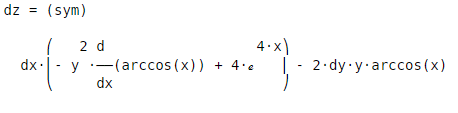 dz = (sym)
⎛   2 d                    4⋅x⎞
dx⋅⎜- y ⋅──(arccos(x)) + 4⋅ℯ   ⎟ - 2⋅dy⋅y⋅arccos(x)
⎝     dx                      ⎠